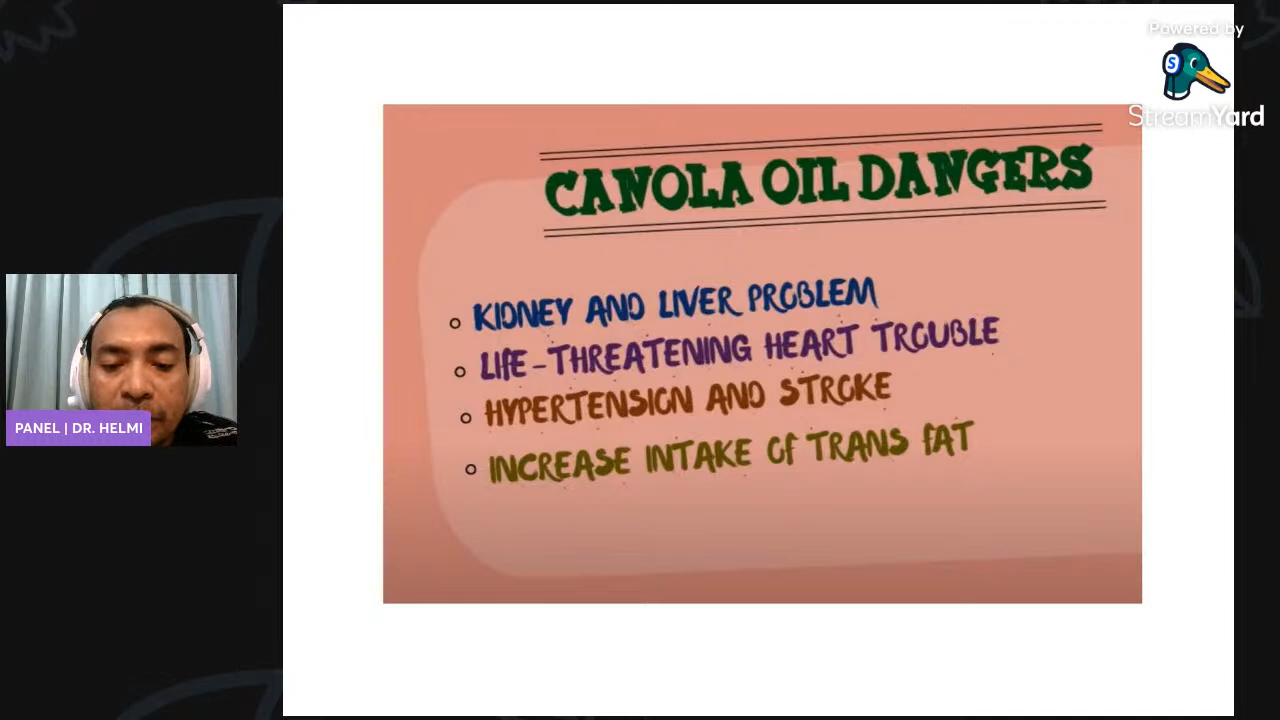 Powered by
StreamYard
CANOLA OIL DANGERS
KIDNEY AND LIVER PROBLEM
LIFE-THREATENING HEART TROUBLE
HYPERTENSION AND STROKE
INCREASE INTAKE OF TRANS FAT
PANEL | DR. HELMI